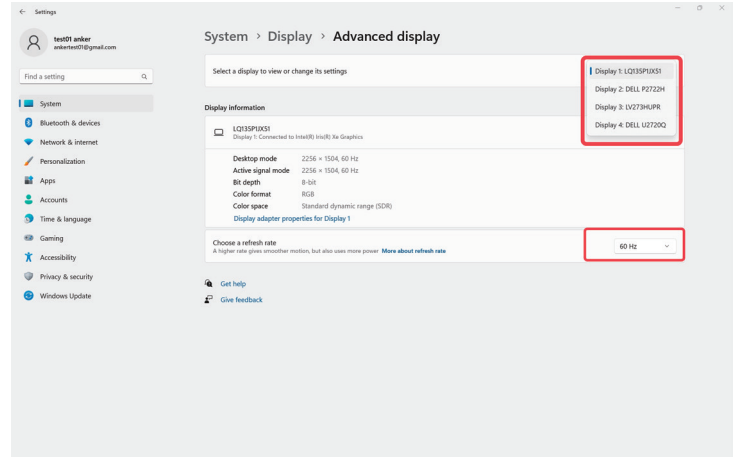 Settings
test01 anker
ankertest01@gmail.com
Find a setting
System
Bluetooth & devices
Network & internet
Personalization
Apps
Accounts
Time & language
Gaming
Accessibility
Privacy & security
Windows Update
System > Display > Advanced display
Select a display to view or change its settings
Display 1: LQ135P1JX51
Display 2: DELL P2722H
Display 3: LV273HUPR
Display 4: DELL U2720Q
Display information
LQ135P1JX51
Display 1: Connected to Intel(R) Iris(R) Xe Graphics
Desktop mode 2256 × 1504, 60 Hz
Active signal mode 2256 × 1504, 60 Hz
Bit depth 8-bit
Color format RGB
Color space Standard dynamic range (SDR)
Display adapter properties for Display 1
Choose a refresh rate
A higher rate gives smoother motion, but also uses more power More about refresh rate
60 Hz
Get help
Give feedback